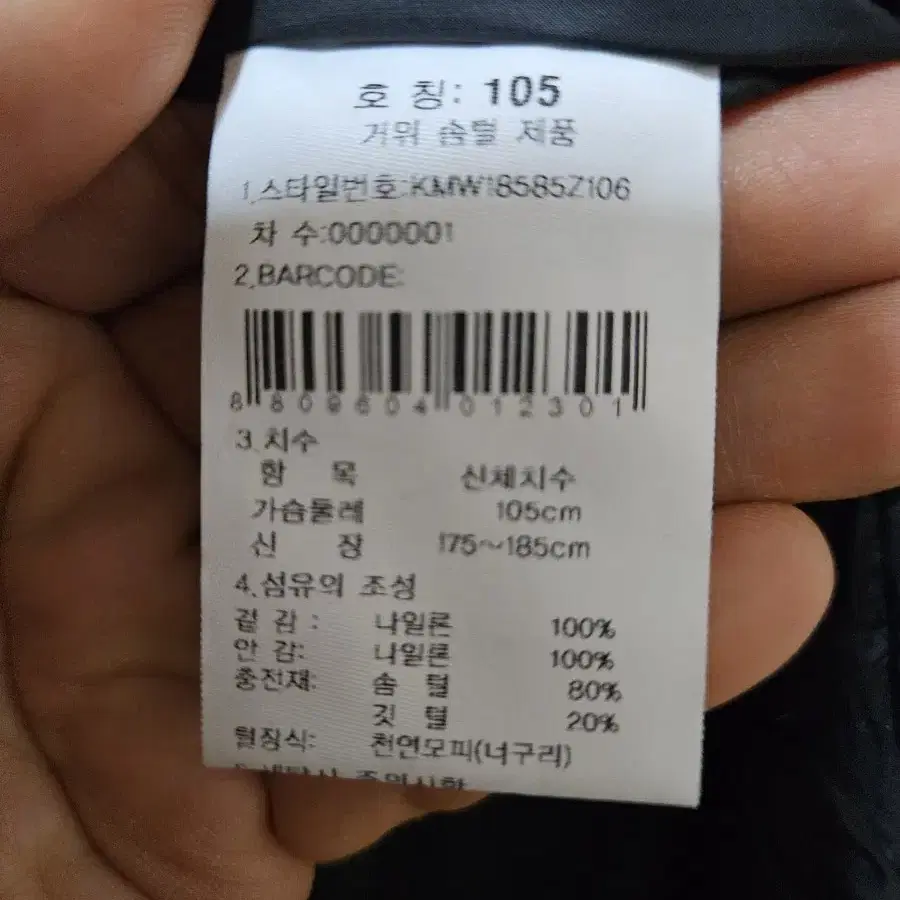 호 칭: 105
거위 솜털 제품
1.스타일번호:KMW18585Z106
차 수:0000001
2.BARCODE:
8 809604 012301
3.치수
항 목 신체치수
가슴둘레 105cm
신 장 175~185cm
4.섬유의 조성
겉 감 : 나일론 100%
안 감: 나일론 100%
충전재: 솜 털 80%
깃 털 20%
털장식: 천연모피(너구리)